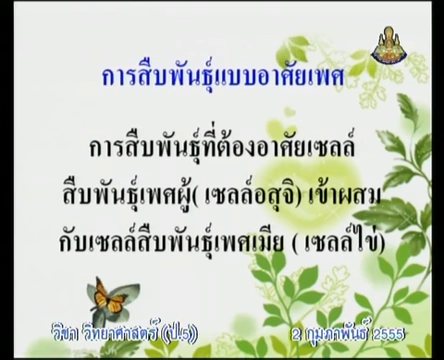 การสืบพันธุ์แบบอาศัยเพศ
การสืบพันธุ์ที่ต้องอาศัยเซลล์
สืบพันธุ์เพศผู้( เซลล์อสุจิ) เข้าผสม
กับเซลล์สืบพันธุ์เพศเมีย ( เซลล์ไข่)
วิชา วิทยาศาสตร์ (ป.5) 2 กุมภาพันธ์ 2555